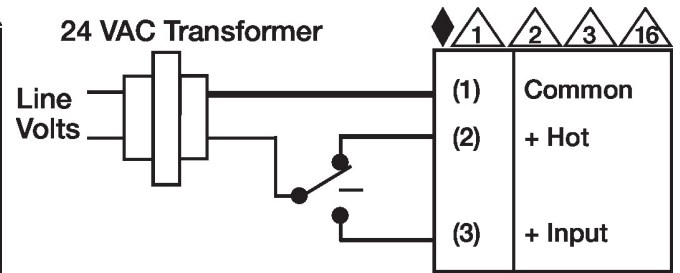 24 VAC Transformer
1 2 3 16
Line
Volts
(1) Common
(2) + Hot
(3) + Input